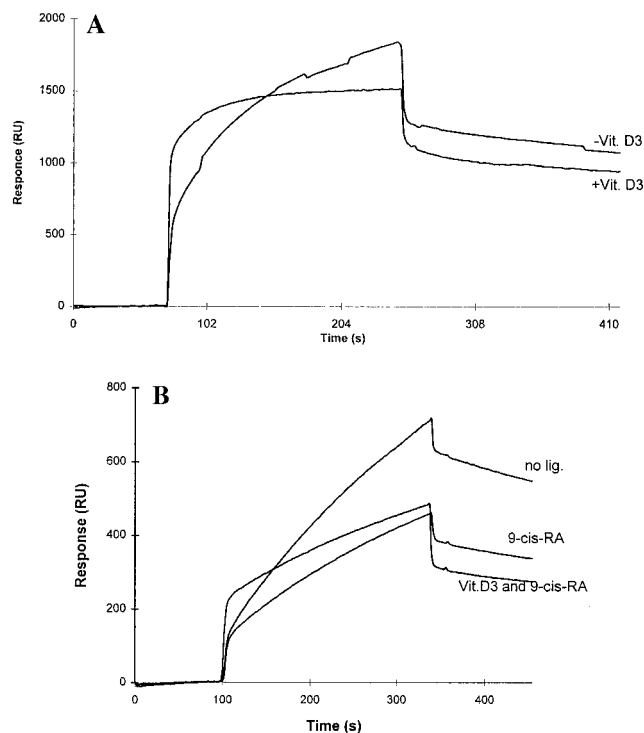 A
2000
1500
1000
500
0
Responce (RU)
-Vit. D3
+Vit. D3
0
102
204
308
410
Time (s)
B
800
600
400
200
0
Response (RU)
no lig.
9-cis-RA
Vit.D3 and 9-cis-RA
0
100
200
300
400
Time (s)